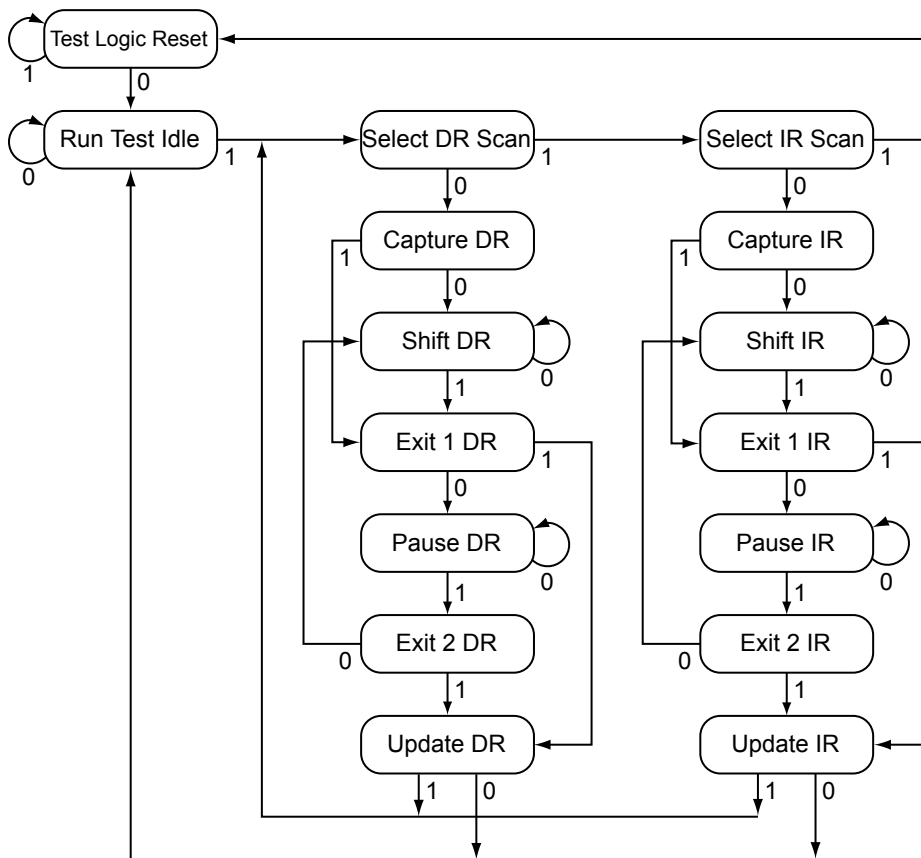 Test Logic Reset
1
0
Run Test Idle
0
1
Select DR Scan
1
Select IR Scan
1
0
0
Capture DR
1
0
Capture IR
1
0
Shift DR
0
1
Shift IR
0
1
Exit 1 DR
1
0
Exit 1 IR
1
0
Pause DR
0
1
Pause IR
0
1
Exit 2 DR
0
1
Exit 2 IR
0
1
Update DR
1
0
Update IR
1
0